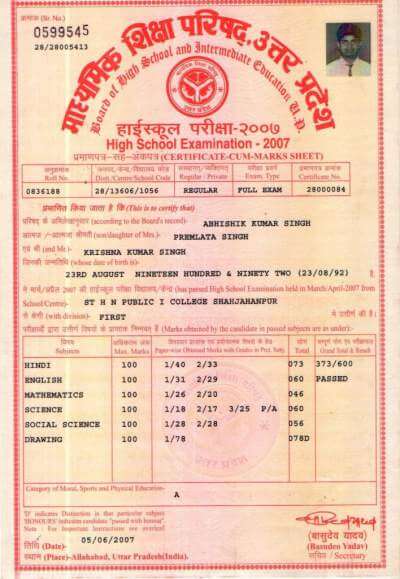 क्रमांक (Sr. No.)
0599545
28/28005413
माध्यमिक शिक्षा परिषद, उत्तर प्रदेश
Board of High School and Intermediate Education U. P.
हाईस्कूल परीक्षा-२००७
High School Examination - 2007
प्रमाणपत्र-सह-अंकपत्र (CERTIFICATE-CUM-MARKS SHEET)
अनुक्रमांक जनपद/केन्द्र/विद्यालय कोड संस्थागत/व्यक्तिगत परीक्षा प्रकार प्रमाणपत्र क्रमांक
Roll No. Distt./Centre/School Code Regular / Private Exam. Type Certificate No.
0836188 28/13606/1056 REGULAR FULL EXAM 28000084
प्रमाणित किया जाता है कि (This is to certify that)
परिषद् के अभिलेखानुसार (according to the Board's record)- ABHISHIK KUMAR SINGH
आत्मज / आत्मजा श्रीमती (son/daughter of Mrs.)- PREMLATA SINGH
एवं श्री (and Mr.)- KRISHNA KUMAR SINGH
जिनकी जन्मतिथि (whose date of birth is)-
23RD AUGUST NINETEEN HUNDRED & NINETY TWO (23/08/92) है
ने मार्च/अप्रैल 2007 की हाईस्कूल परीक्षा विद्यालय/केन्द्र (has passed High School Examination held in March/April-2007 from
School/Centre)- ST H N PUBLIC I COLLEGE SHAHJAHANPUR
से श्रेणी (with division)- FIRST में उत्तीर्ण की है।
परीक्षार्थी द्वारा उत्तीर्ण विषयों के प्राप्तांक निम्नवत् हैं (Marks obtained by the candidate in passed subjects are as under):-
विषय अधिकतम अंक योग
Subjects Max. Marks Paper-wise Obtained Marks with Grades in Pret. Subj. Total Grand Total & Result
HINDI 100 1/40 2/33 073 373/600
ENGLISH 100 1/31 2/29 060 PASSED
MATHEMATICS 100 1/26 2/20 046
SCIENCE 100 1/18 2/17 3/25 P/A 060
SOCIAL SCIENCE 100 1/28 2/28 056
DRAWING 100 1/78 078D
Category of Moral, Sports and Physical Education-
A
'D' indicates Distinction in that particular subject
'HONOURS' indicates candidate "passed with honour"
Note - For Important Instructions see overleaf
तिथि (Date)- 05/06/2007
स्थान (Place)-Allahabad, Uttar Pradesh(India).
(बासुदेव यादव)
(Basudeo Yadav)
सचिव / Secretary